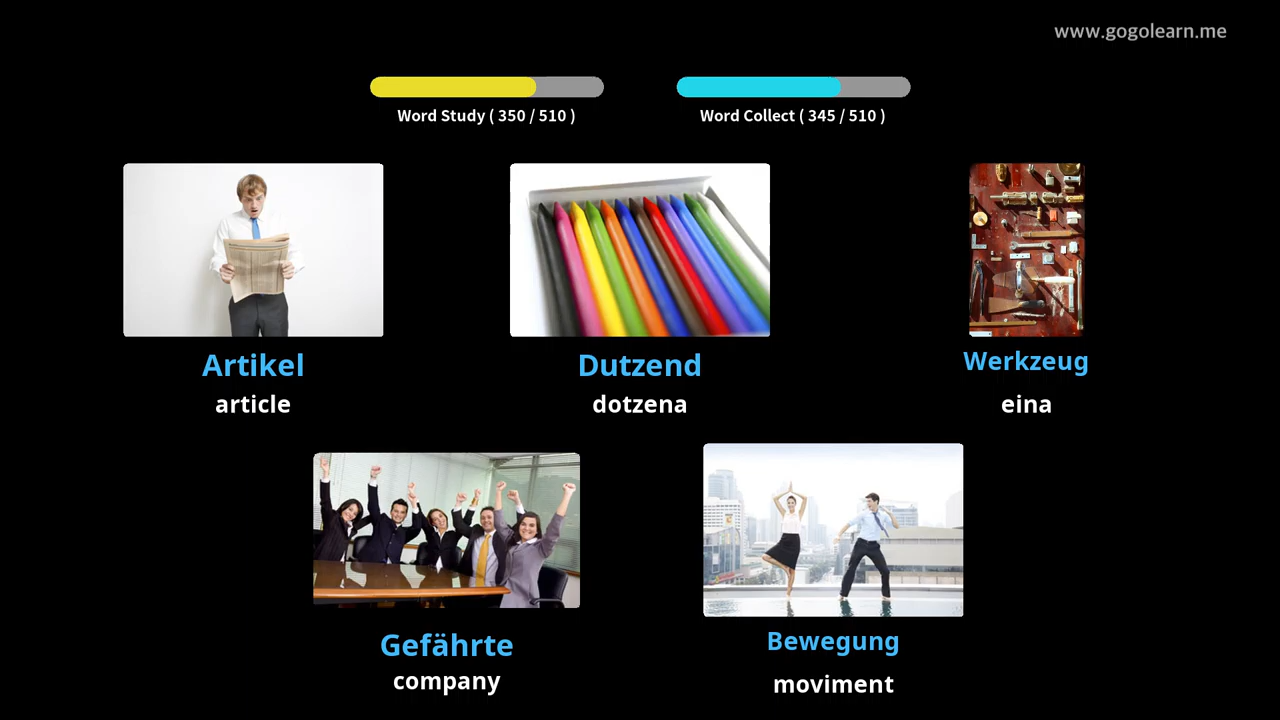 www.gogolearn.me
Word Study ( 350 / 510 )
Word Collect ( 345 / 510 )
Artikel
article
Dutzend
dotzena
Werkzeug
eina
Gefährte
company
Bewegung
moviment